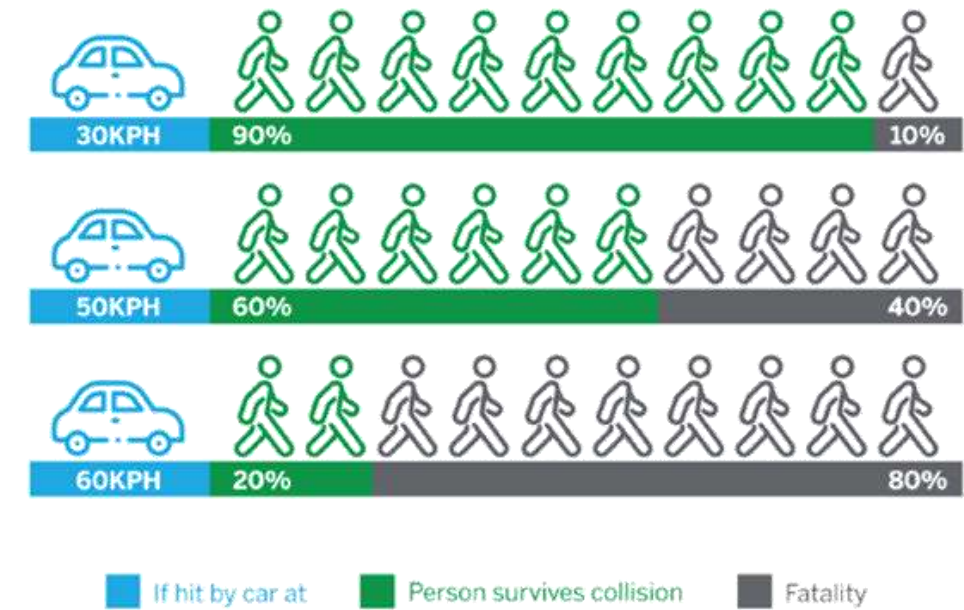 30KPH 90% 10%
50KPH 60% 40%
60KPH 20% 80%
If hit by car at Person survives collision Fatality